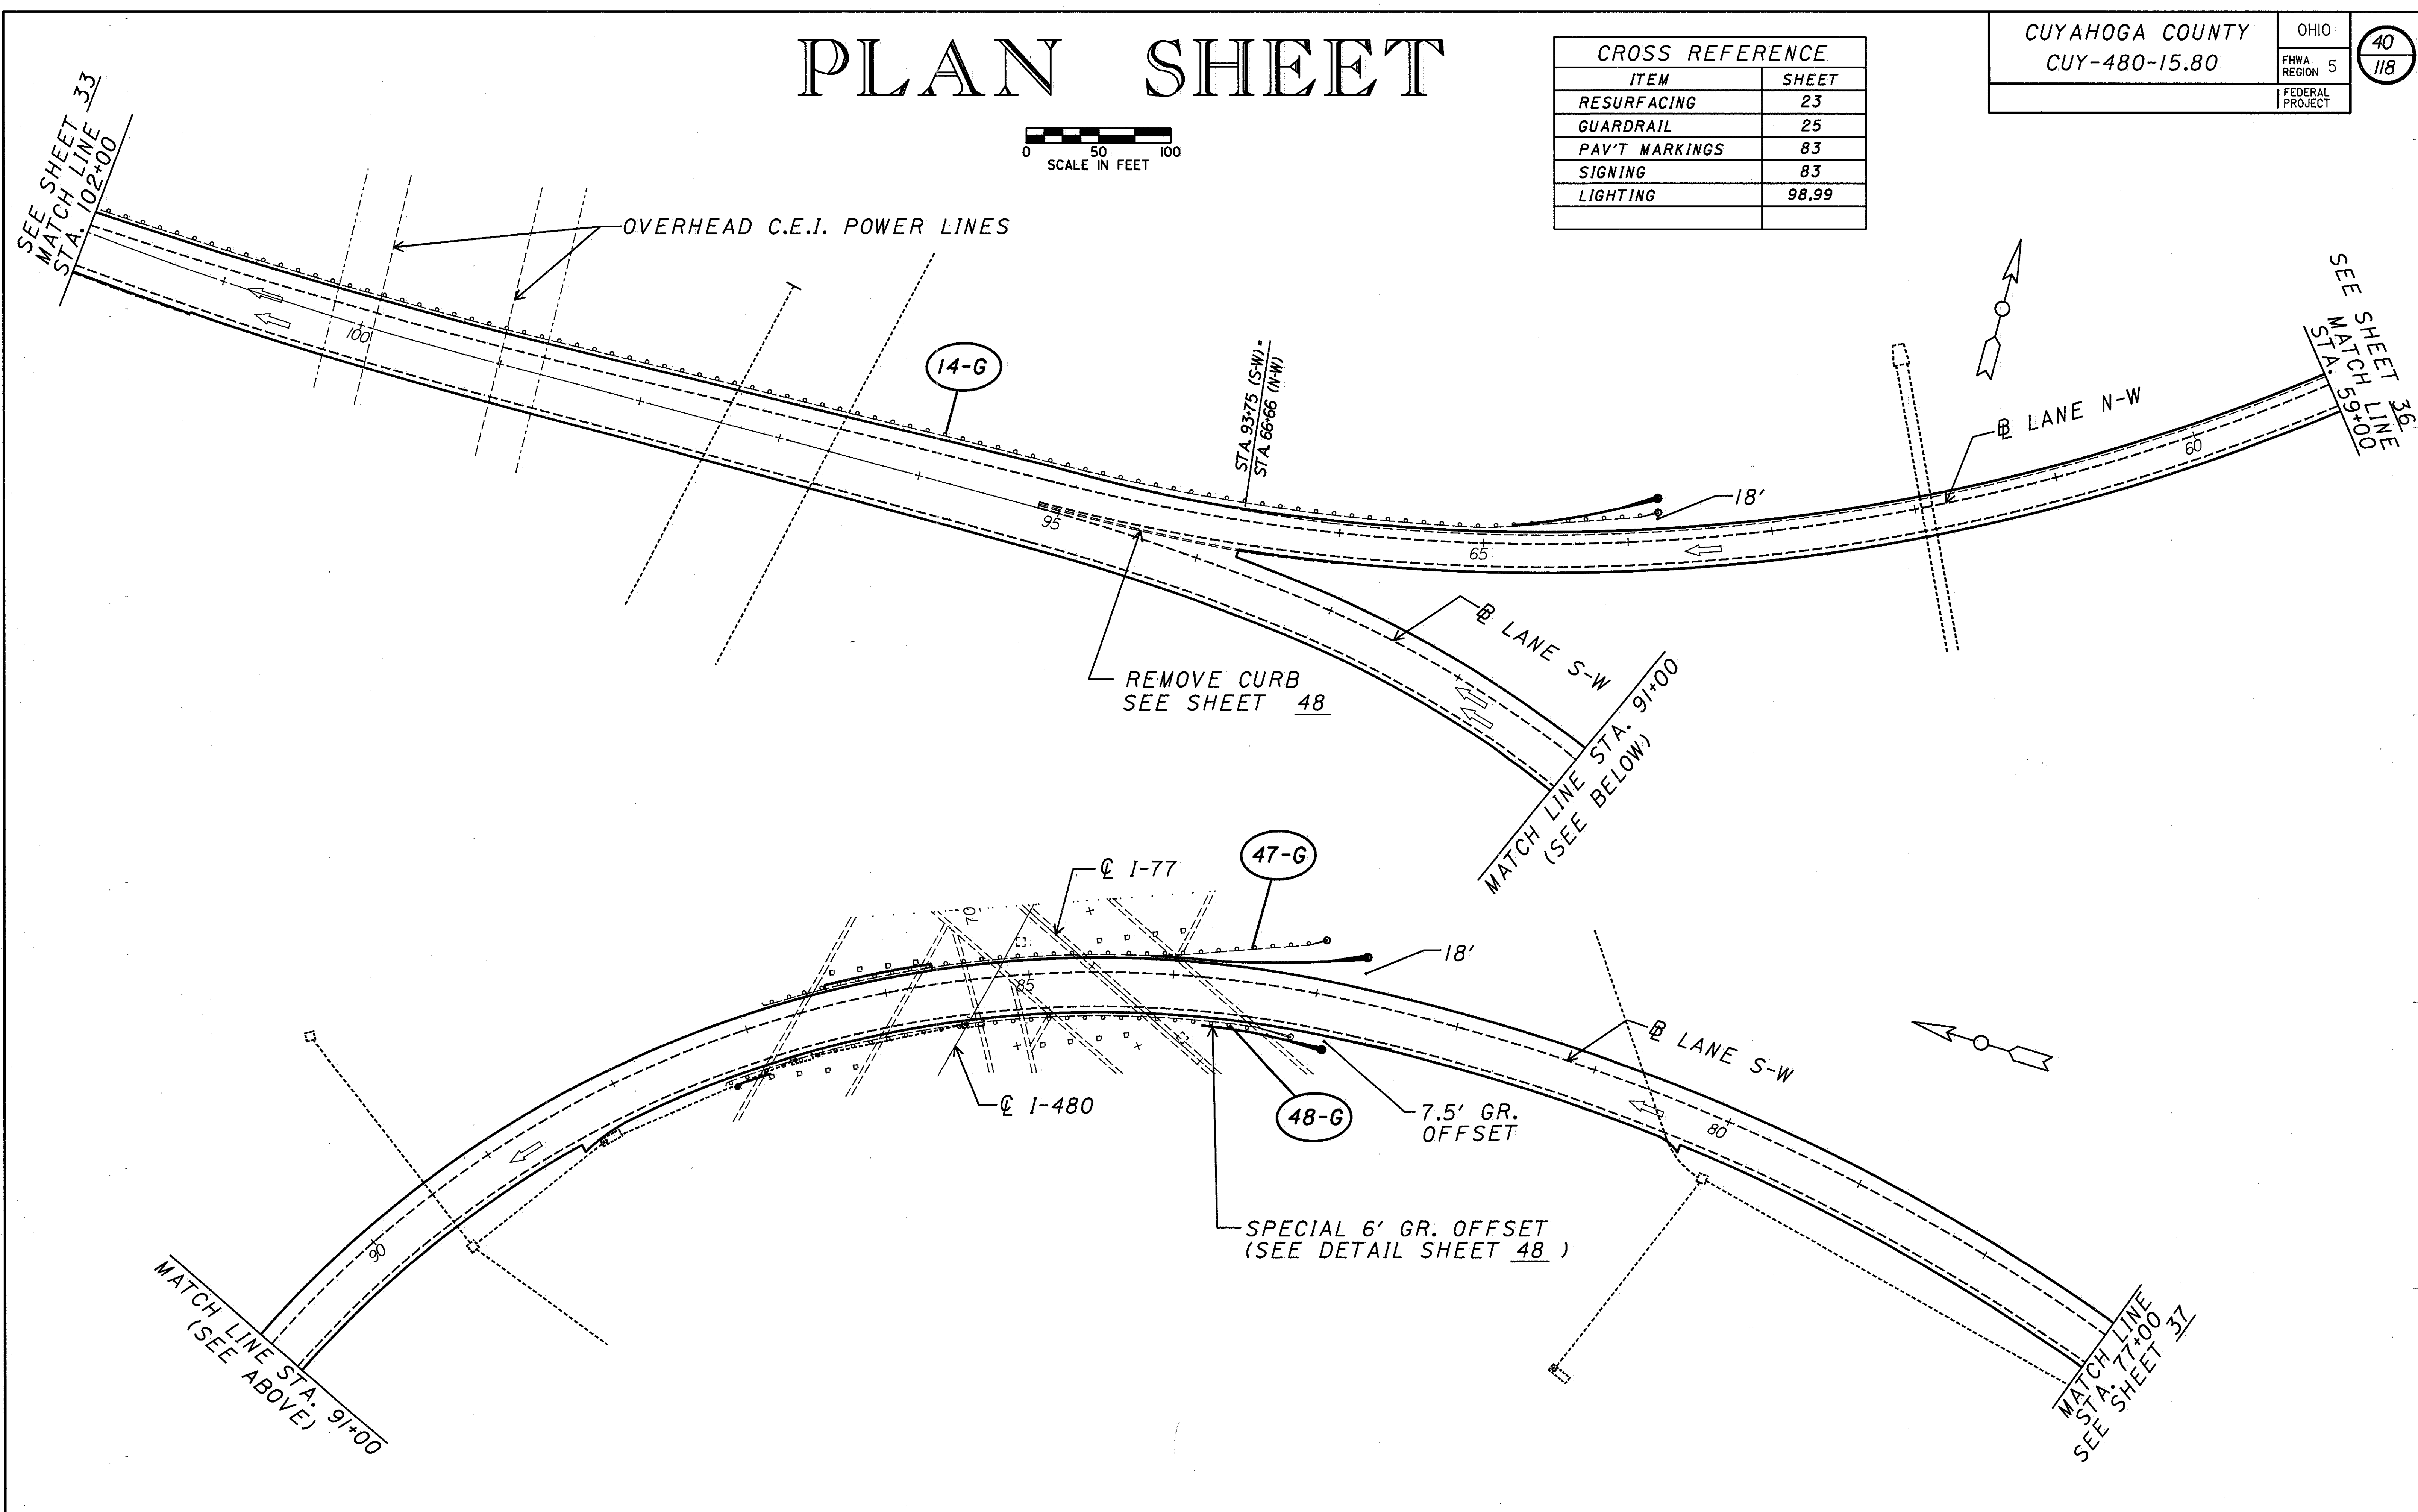 PLAN SHEET
0 50 100
SCALE IN FEET
CROSS REFERENCE
ITEM SHEET
RESURFACING 23
GUARDRAIL 25
PAV'T MARKINGS 83
SIGNING 83
LIGHTING 98,99
CUYAHOGA COUNTY
CUY-480-15.80
OHIO
FHWA
REGION 5
FEDERAL
PROJECT
40
118
SEE SHEET 33
MATCH LINE
STA. 102+00
OVERHEAD C.E.I. POWER LINES
100
14-G
STA. 93+75 (S-W)=
STA. 66+66 (N-W)
95
65
18'
60
℄ LANE N-W
SEE SHEET 36
MATCH LINE
STA. 59+00
REMOVE CURB
SEE SHEET 48
℄ LANE S-W
MATCH LINE STA. 91+00
(SEE BELOW)
℄ I-77
47-G
70
85
18'
℄ I-480
48-G
7.5' GR.
OFFSET
℄ LANE S-W
80
SPECIAL 6' GR. OFFSET
(SEE DETAIL SHEET 48 )
90
MATCH LINE STA. 91+00
(SEE ABOVE)
MATCH LINE
STA. 77+00
SEE SHEET 37